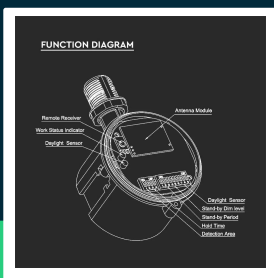 FUNCTION DIAGRAM
Antenna Module
Remote Receiver
Work Status Indicator
Daylight Sensor
Daylight Sensor
Stand-by Dim level
Stand-by Period
Hold Time
Detection Area